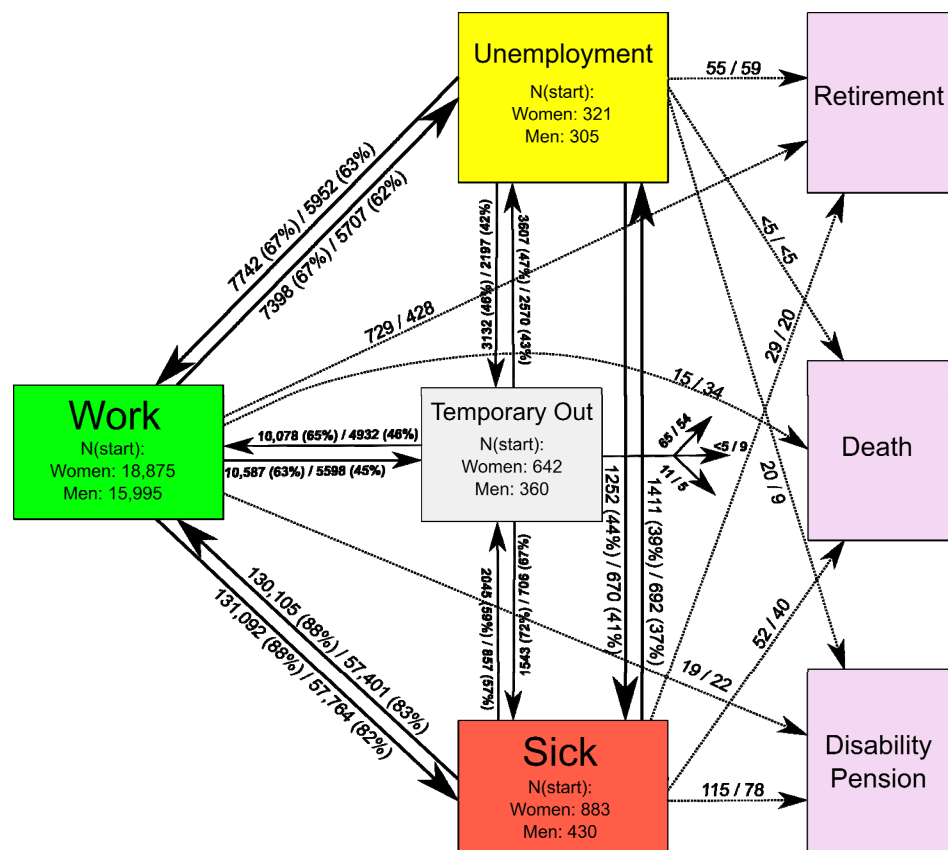 Unemployment
N(start):
Women: 321
Men: 305
55 / 59
Retirement
7742 (67%) / 5952 (63%)
7398 (67%) / 5707 (62%)
3132 (46%) / 2197 (42%)
3607 (47%) / 2570 (43%)
<5 / <5
29 / 20
729 / 428
15 / 34
Work
N(start):
Women: 18,875
Men: 15,995
10,078 (65%) / 4932 (46%)
10,587 (63%) / 5598 (45%)
Temporary Out
N(start):
Women: 642
Men: 360
65 / 54
<5 / 9
11 / 5
Death
1252 (44%) / 670 (41%)
1411 (39%) / 692 (37%)
20 / 9
130,105 (88%) / 57,401 (83%)
131,092 (88%) / 57,764 (82%)
2045 (59%) / 857 (57%)
1543 (72%) / 706 (67%)
52 / 40
19 / 22
Sick
N(start):
Women: 883
Men: 430
115 / 78
Disability
Pension